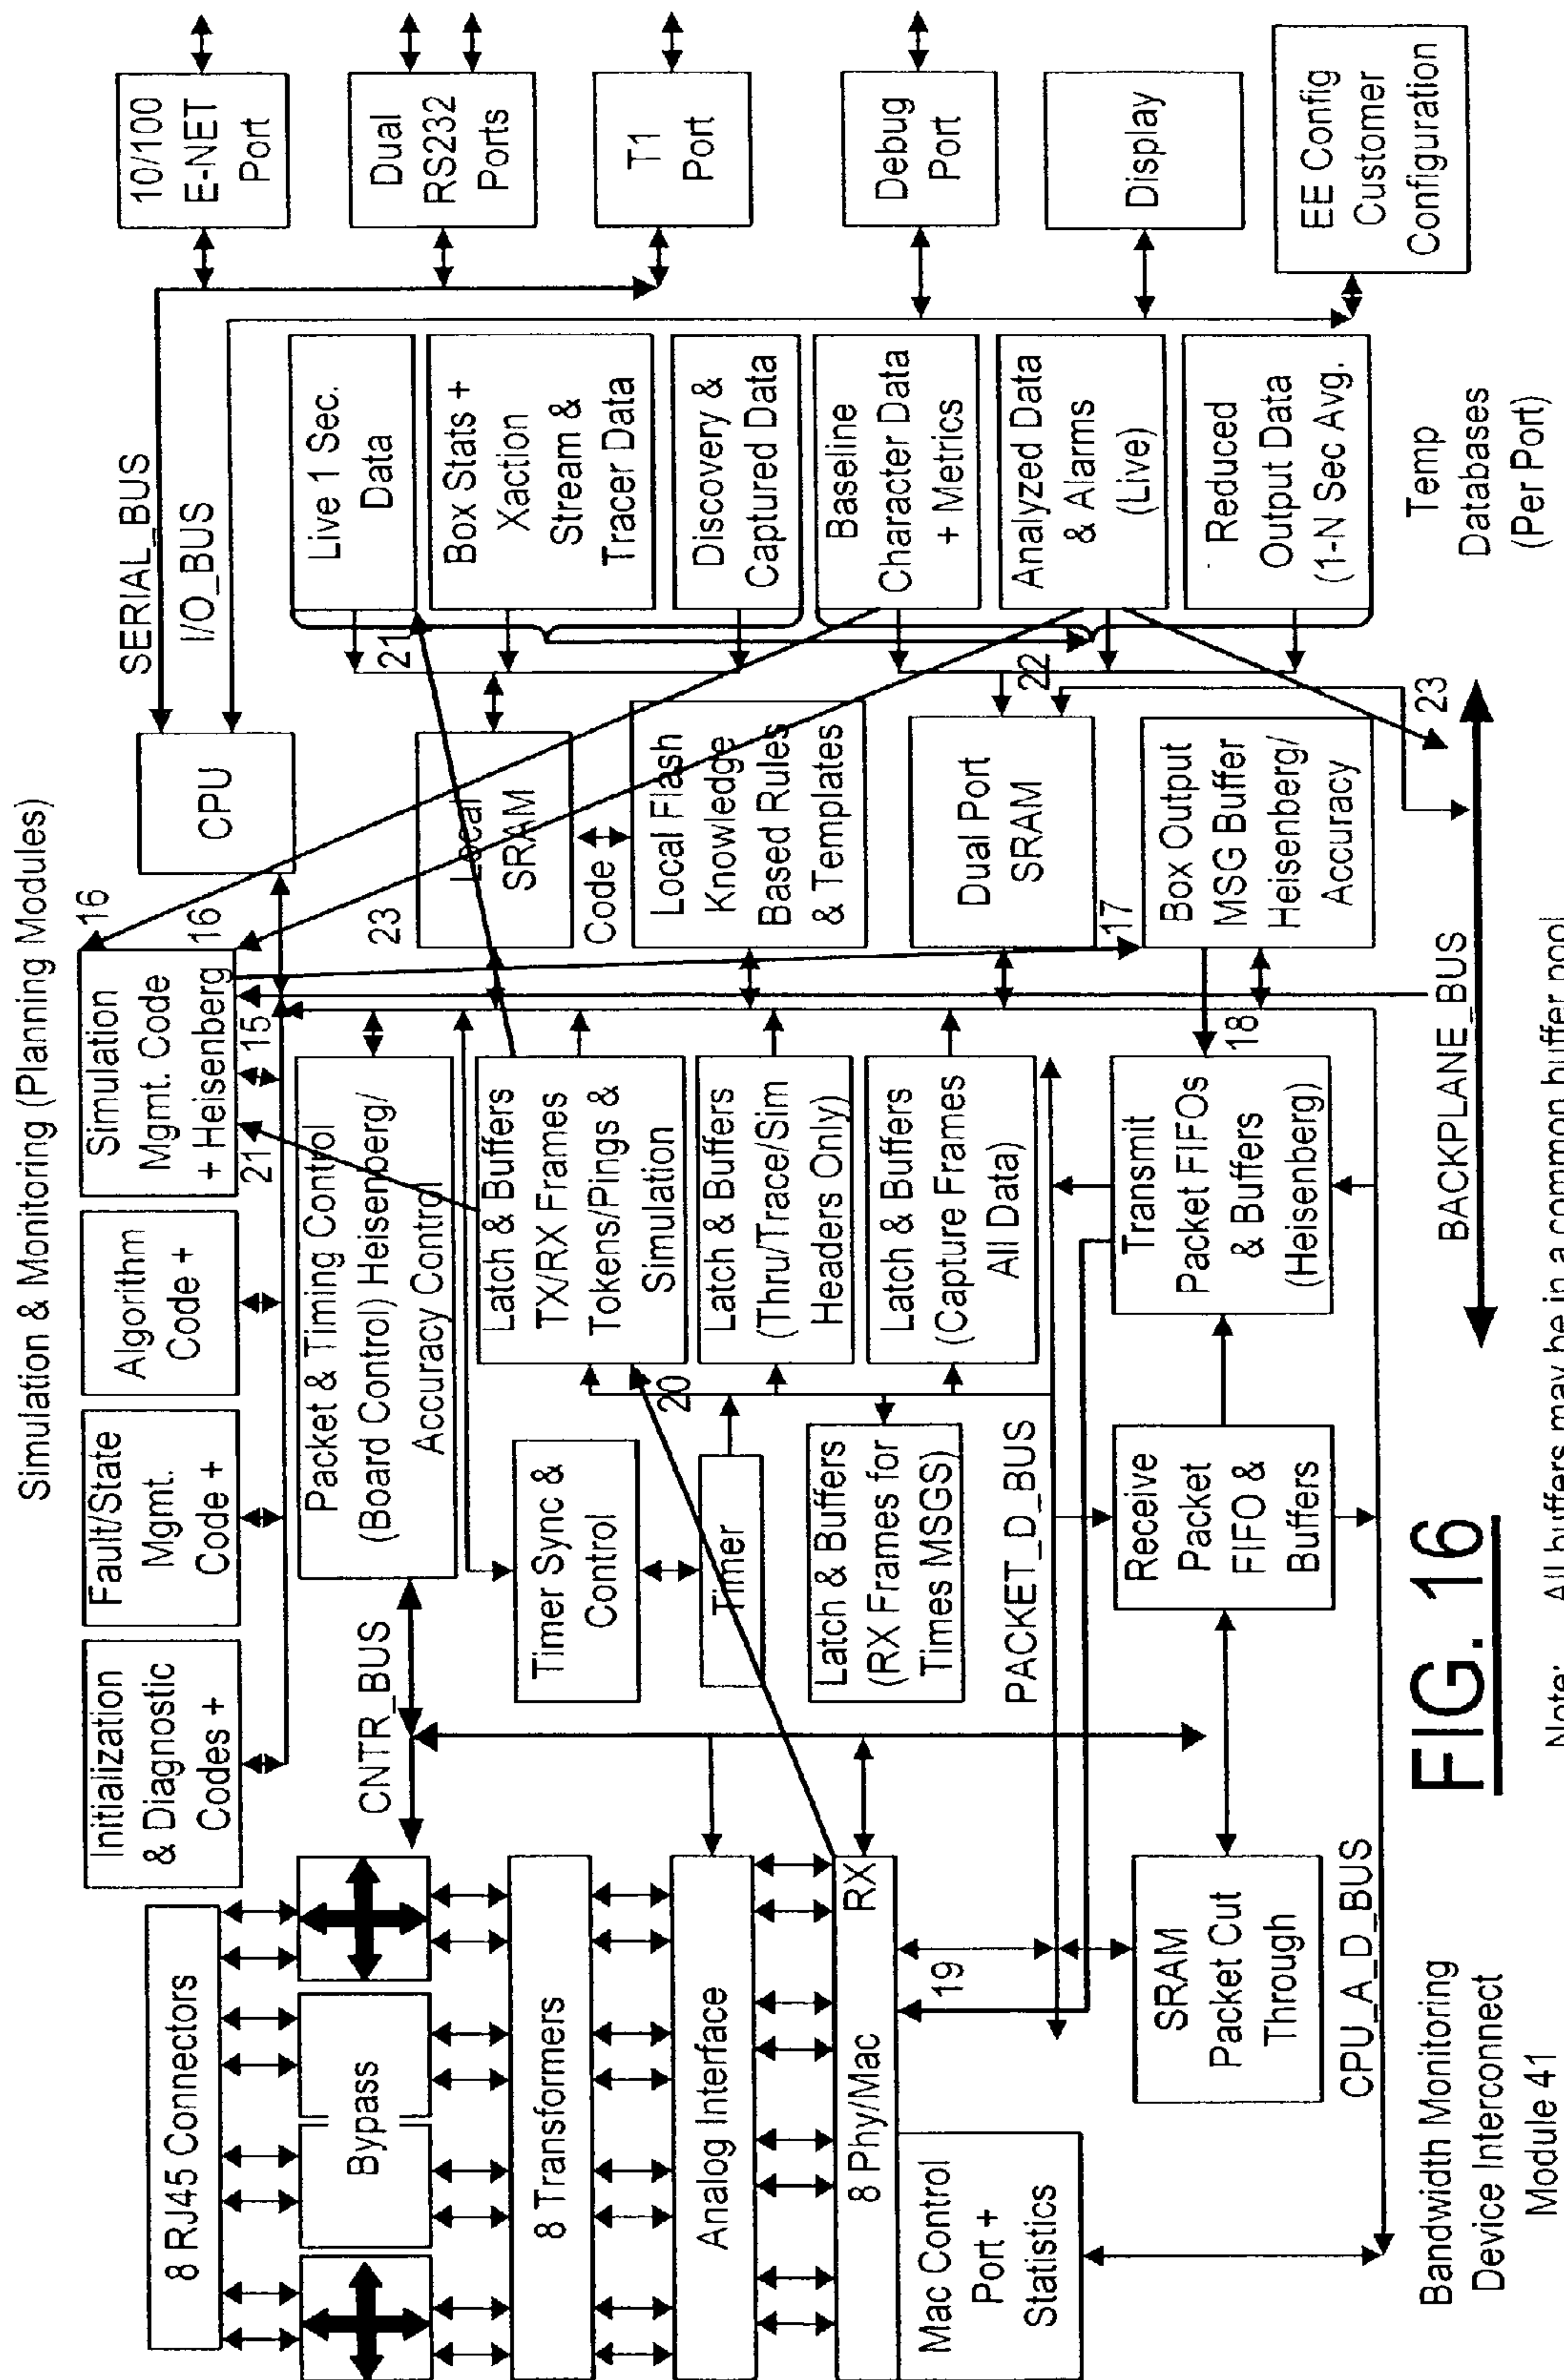 Simulation & Monitoring (Planning Modules)
8 RJ45 Connectors
Bypass
8 Transformers
Analog Interface
8 Phy/Mac
RX
Mac Control
Port +
Statistics
19
SRAM
Packet Cut
Through
CPU_A_D_BUS
Bandwidth Monitoring
Device Interconnect
Module 41
Initialization
& Diagnostic
Codes +
Fault/State
Mgmt.
Code +
Algorithm
Code +
Simulation
Mgmt. Code
+ Heisenberg
16
16
21
15
CNTR_BUS
Packet & Timing Control
(Board Control) Heisenberg/
Accuracy Control
Timer Sync &
Control
Timer
Latch & Buffers
(RX Frames for
Times MSGS)
PACKET_D_BUS
Latch & Buffers
TX/RX Frames
Tokens/Pings &
Simulation
20
Latch & Buffers
(Thru/Trace/Sim
Headers Only)
Latch & Buffers
(Capture Frames
All Data)
Receive
Packet
FIFO &
Buffers
Transmit
Packet FIFOs
& Buffers
(Heisenberg)
18
17
CPU
23
Local
SRAM
Code
Local Flash
Knowledge
Based Rules
& Templates
Dual Port
SRAM
Box Output
MSG Buffer
Heisenberg/
Accuracy
BACKPLANE_BUS
23
SERIAL_BUS
I/O_BUS
21
22
Live 1 Sec.
Data
Box Stats +
Xaction
Stream &
Tracer Data
Discovery &
Captured Data
Baseline
Character Data
+ Metrics
Analyzed Data
& Alarms
(Live)
Reduced
Output Data
(1-N Sec Avg.
Temp
Databases
(Per Port)
10/100
E-NET
Port
Dual
RS232
Ports
T1
Port
Debug
Port
Display
EE Config
Customer
Configuration
FIG. 16
Note: All buffers may be in a common buffer pool